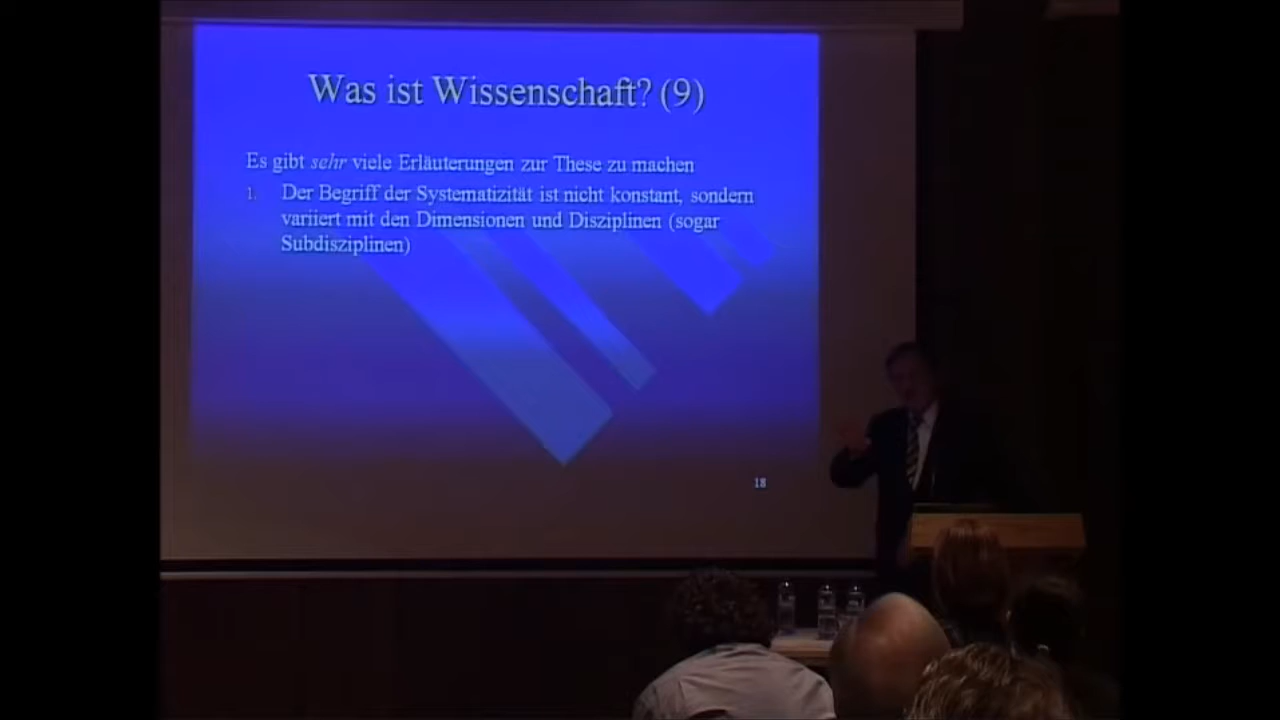 Was ist Wissenschaft? (9)
Es gibt sehr viele Erläuterungen zur These zu machen
1. Der Begriff der Systematizität ist nicht konstant, sondern
variiert mit den Dimensionen und Disziplinen (sogar
Subdisziplinen)
18